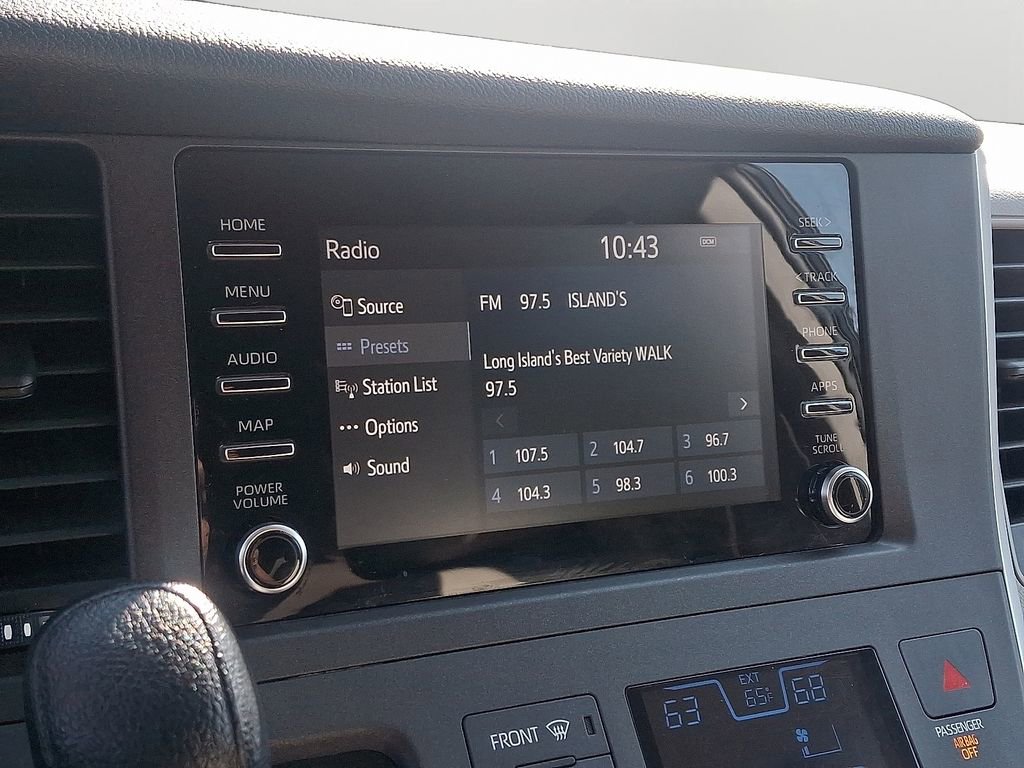 HOME
MENU
AUDIO
MAP
POWER
VOLUME
Radio 10:43 DCM
Source
Presets
Station List
Options
Sound
FM 97.5 ISLAND'S
Long Island's Best Variety WALK
97.5
< >
1 107.5 2 104.7 3 96.7
4 104.3 5 98.3 6 100.3
SEEK >
< TRACK
PHONE
APPS
TUNE
SCROLL
FRONT
63 EXT 65°F 68
PASSENGER
AIRBAG
OFF